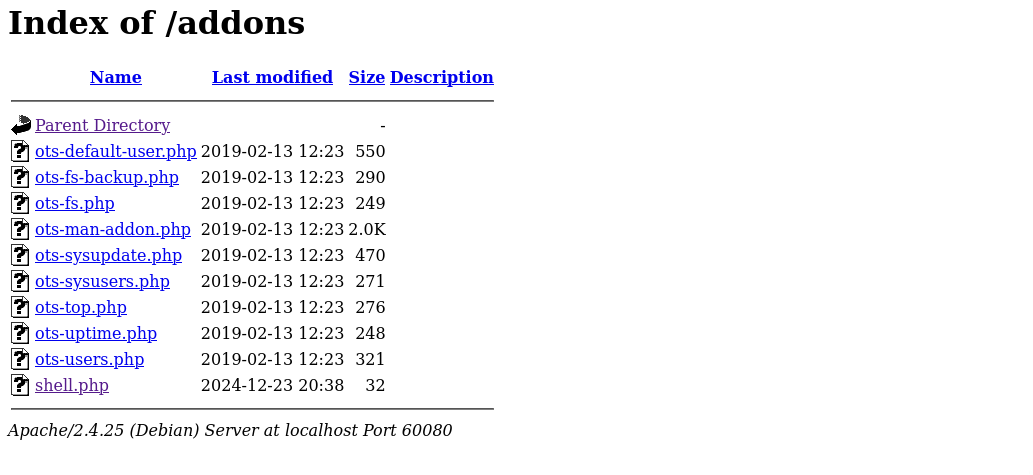 Index of /addons
Name Last modified Size Description
Parent Directory -
ots-default-user.php 2019-02-13 12:23 550
ots-fs-backup.php 2019-02-13 12:23 290
ots-fs.php 2019-02-13 12:23 249
ots-man-addon.php 2019-02-13 12:23 2.0K
ots-sysupdate.php 2019-02-13 12:23 470
ots-sysusers.php 2019-02-13 12:23 271
ots-top.php 2019-02-13 12:23 276
ots-uptime.php 2019-02-13 12:23 248
ots-users.php 2019-02-13 12:23 321
shell.php 2024-12-23 20:38 32
Apache/2.4.25 (Debian) Server at localhost Port 60080